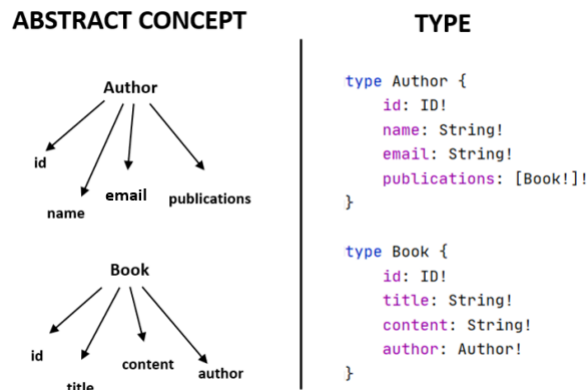 ABSTRACT CONCEPT
Author
id
name
email
publications
Book
id
title
content
author
TYPE
type Author {
id: ID!
name: String!
email: String!
publications: [Book!]!
}
type Book {
id: ID!
title: String!
content: String!
author: Author!
}